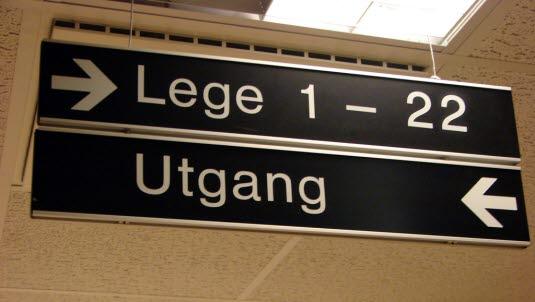 Lege 1 – 22
Utgang